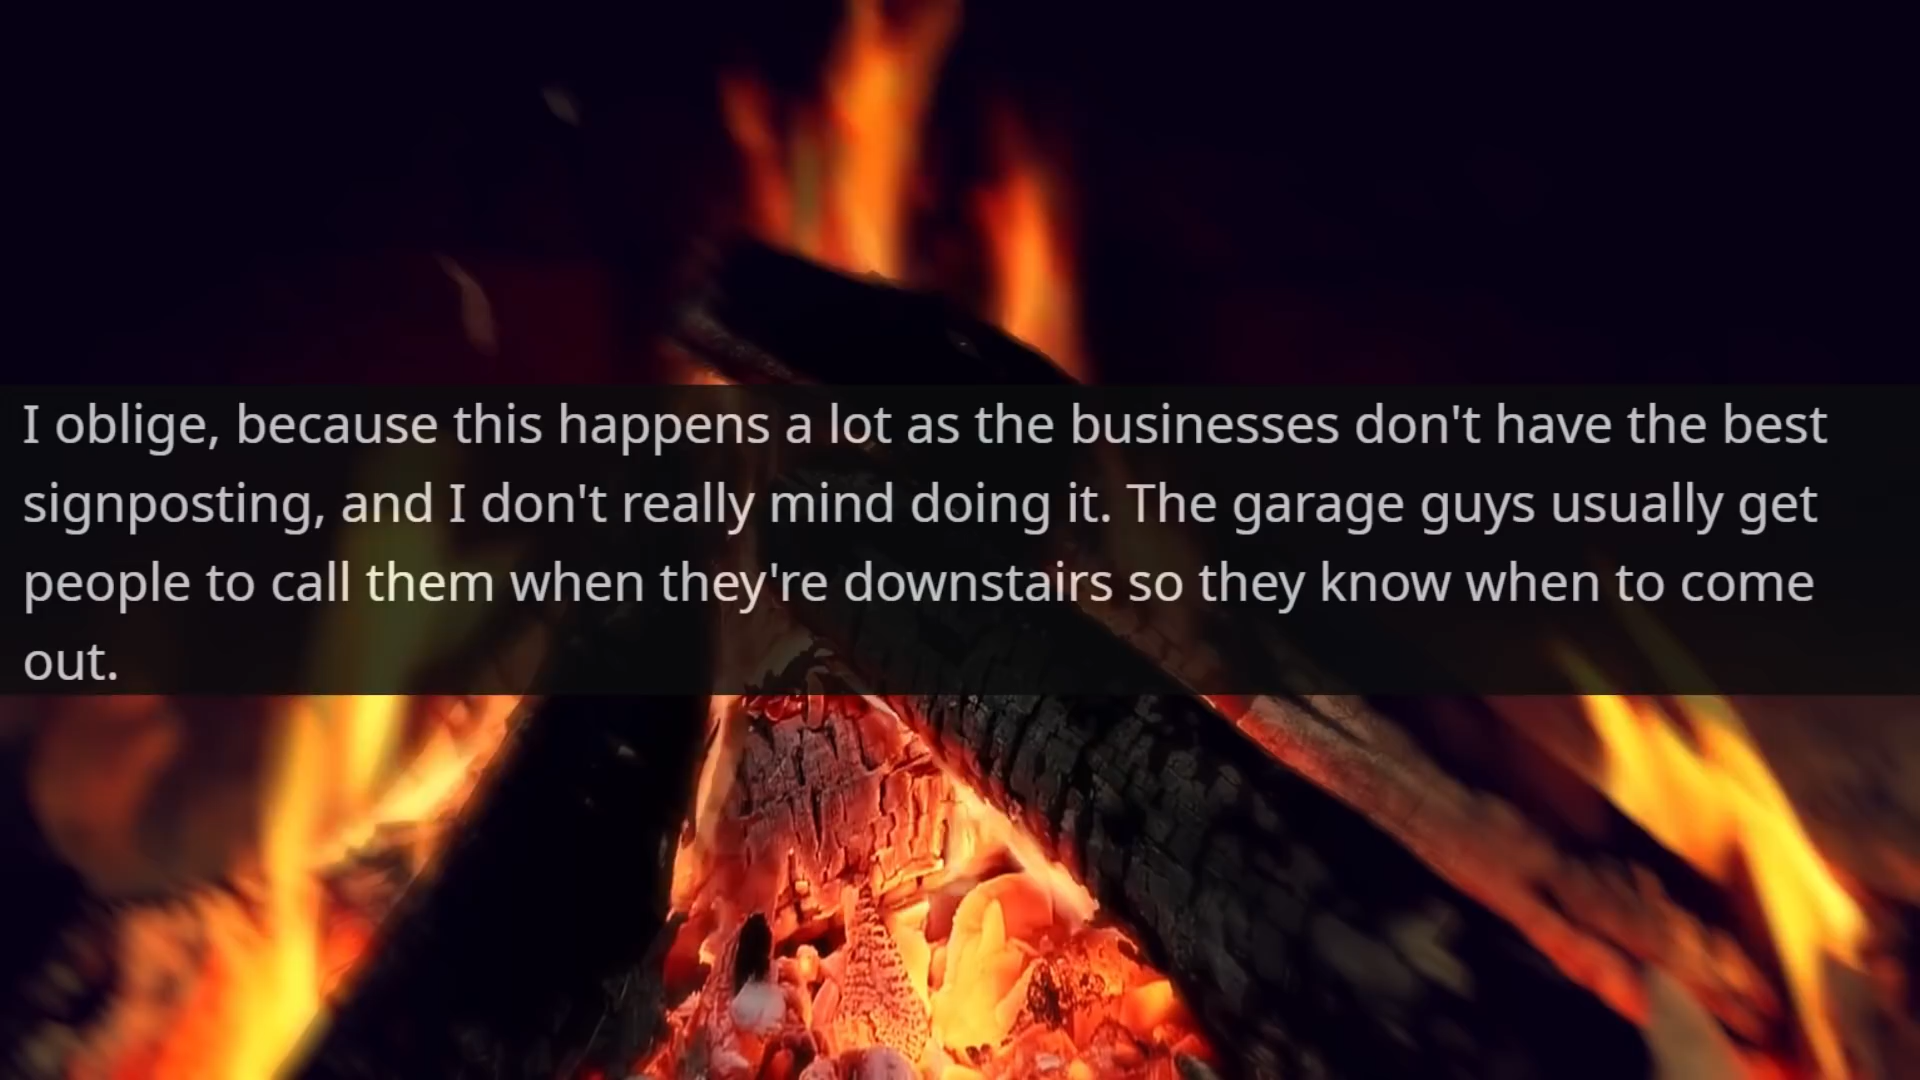 I oblige, because this happens a lot as the businesses don't have the best
signposting, and I don't really mind doing it. The garage guys usually get
people to call them when they're downstairs so they know when to come
out.